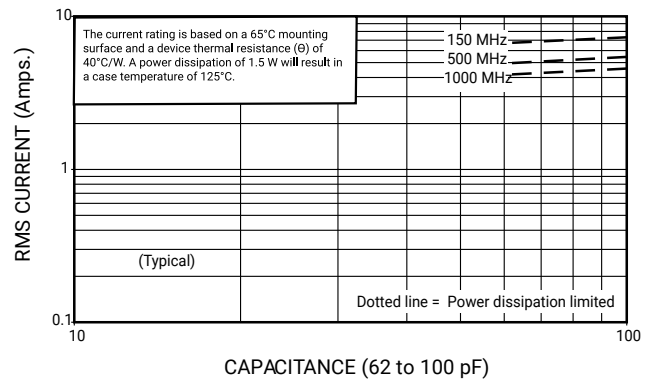 10
The current rating is based on a 65°C mounting
surface and a device thermal resistance (θ) of
40°C/W. A power dissipation of 1.5 W will result in
a case temperature of 125°C.
150 MHz
500 MHz
1000 MHz
RMS CURRENT (Amps.)
1
(Typical)
Dotted line = Power dissipation limited
0.1
10
100
CAPACITANCE (62 to 100 pF)